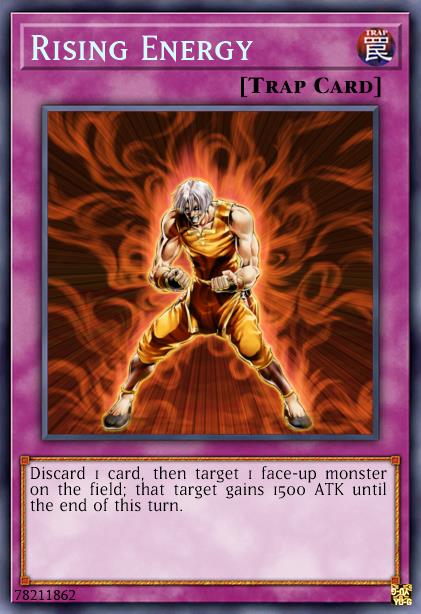 Rising Energy
TRAP
罠
[Trap Card]
Discard 1 card, then target 1 face-up monster
on the field; that target gains 1500 ATK until
the end of this turn.
78211862